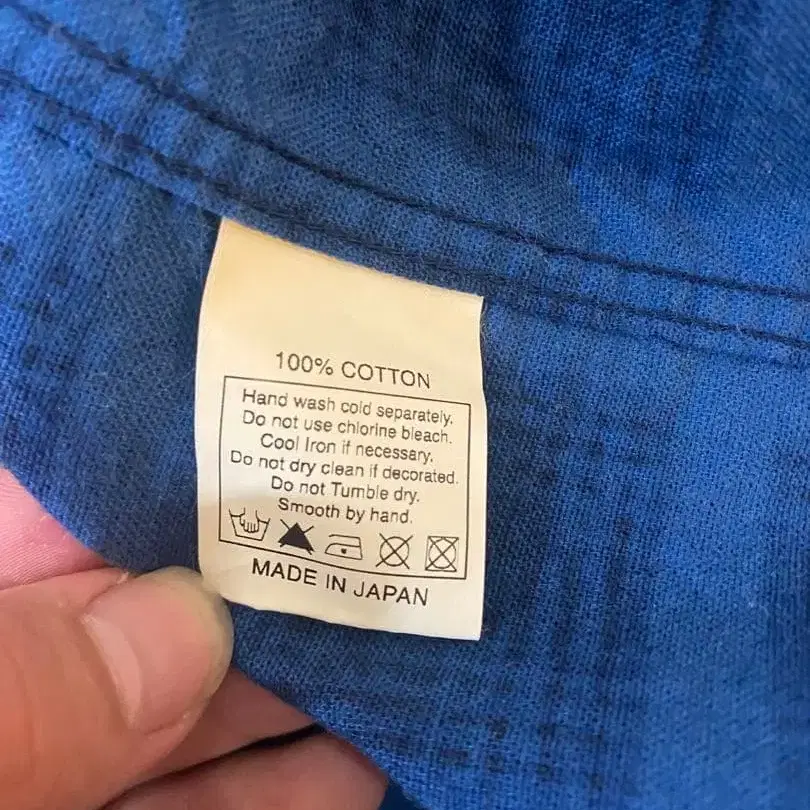 100% COTTON
Hand wash cold separately.
Do not use chlorine bleach.
Cool Iron if necessary.
Do not dry clean if decorated.
Do not Tumble dry.
Smooth by hand.
MADE IN JAPAN